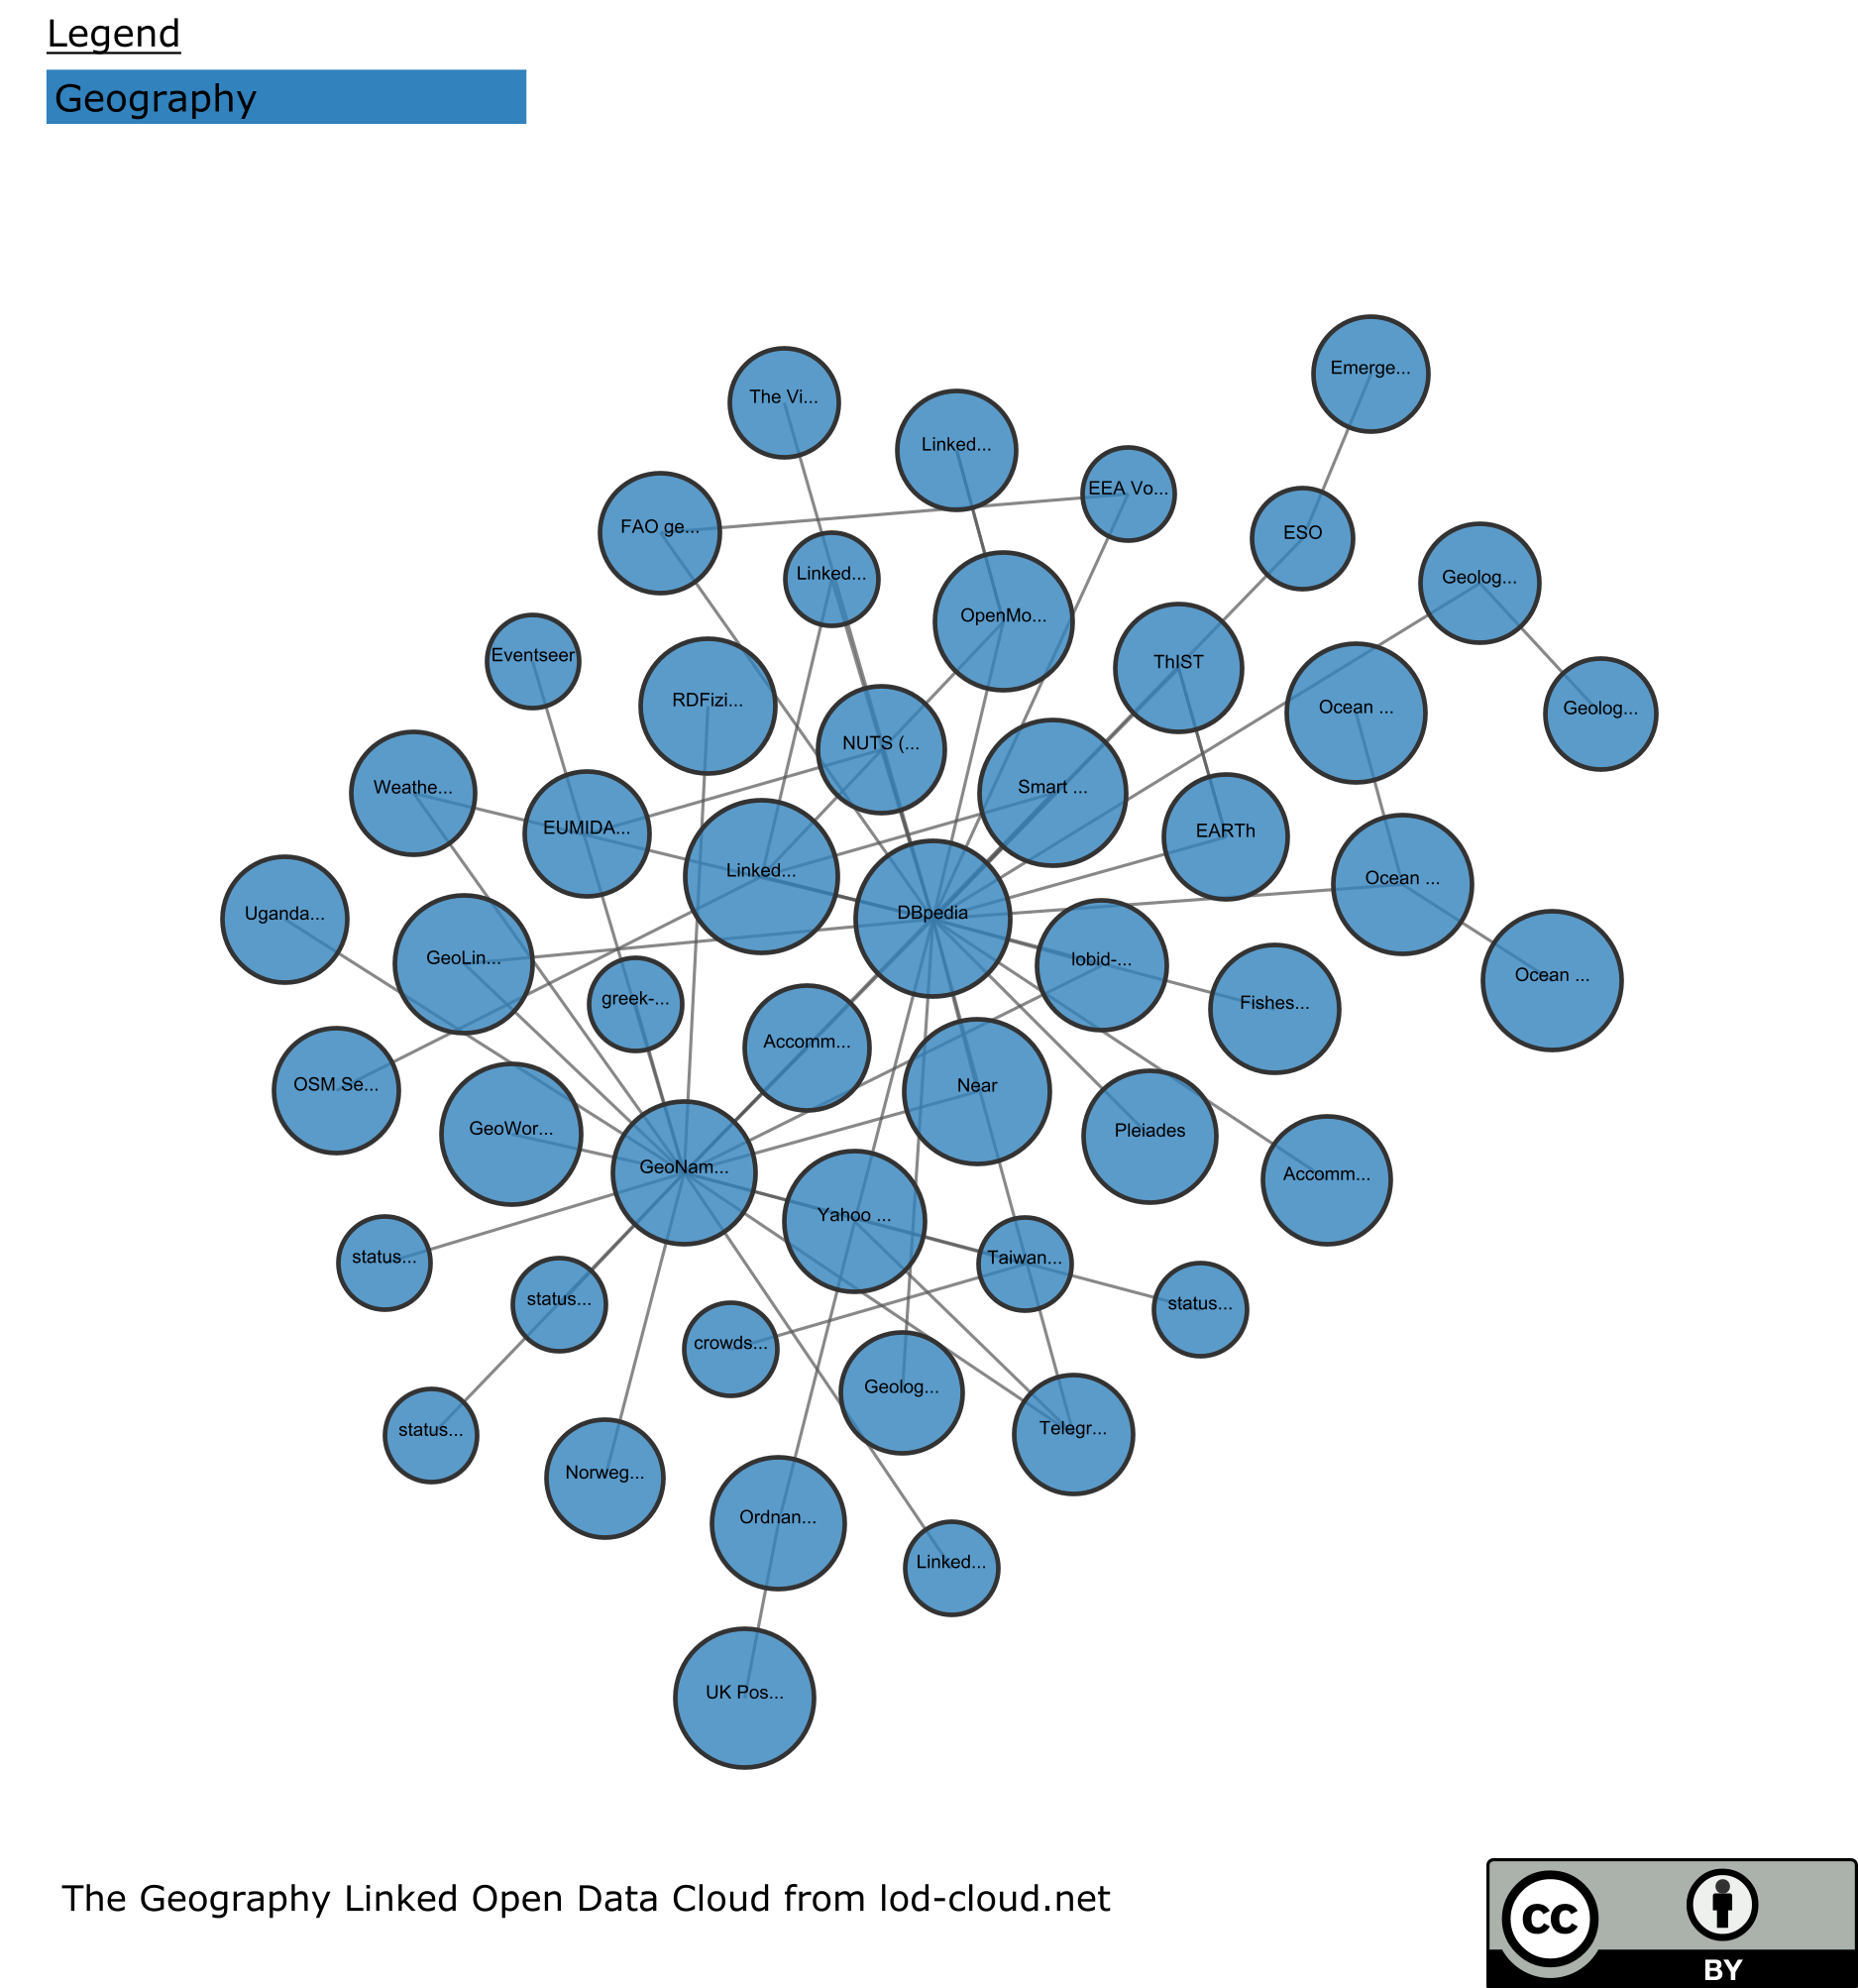 Legend
Geography
Emerge...
The Vi...
Linked...
EEA Vo...
FAO ge...
ESO
Linked...
Geolog...
OpenMo...
Eventseer
ThIST
RDFizi...
Ocean ...
Geolog...
NUTS (...
Weathe...
Smart ...
EUMIDA...
EARTh
Linked...
Ocean ...
Uganda...
DBpedia
GeoLin...
lobid-...
Ocean ...
greek-...
Fishes...
Accomm...
OSM Se...
Near
GeoWor...
Pleiades
GeoNam...
Accomm...
Yahoo ...
status...
Taiwan...
status...
status...
crowds...
Geolog...
status...
Telegr...
Norweg...
Ordnan...
Linked...
UK Pos...
The Geography Linked Open Data Cloud from lod-cloud.net
cc
BY